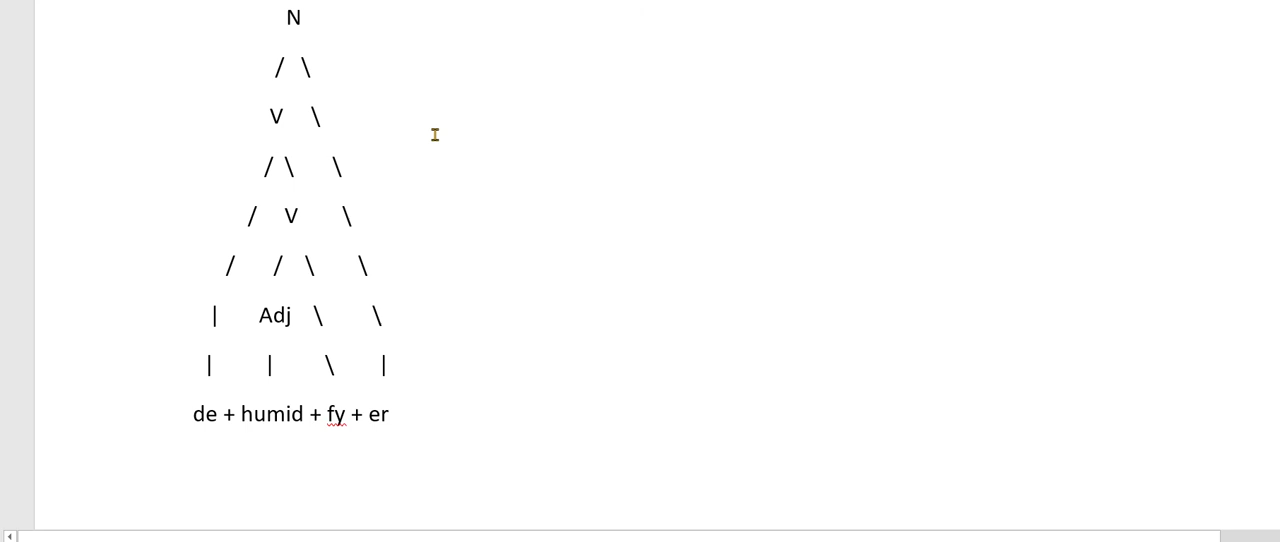 N
/ \
V \
/ \ \
/ V \
/ / \ \
| Adj \ \
| | \ |
de + humid + fy + er